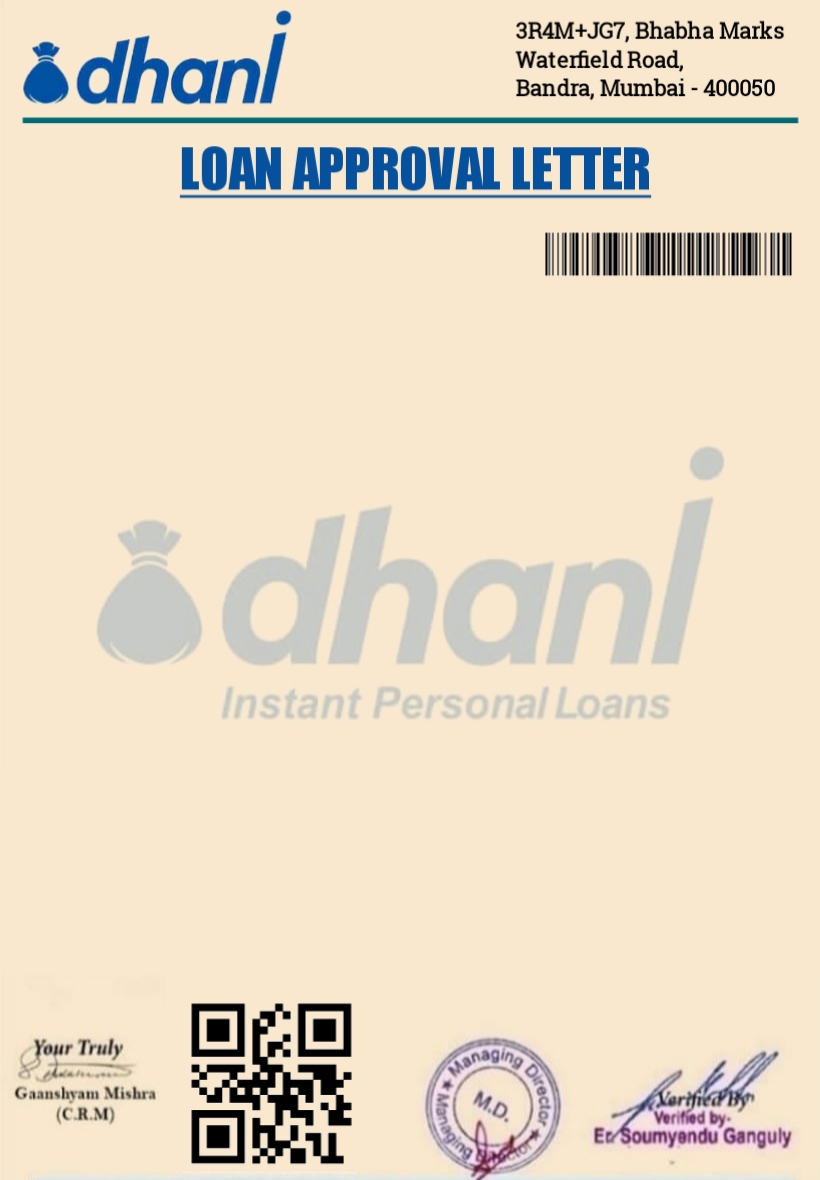 dhani
3R4M+JG7, Bhabha Marks
Waterfield Road,
Bandra, Mumbai - 400050
LOAN APPROVAL LETTER
dhani
Instant Personal Loans
Your Truly
Gaanshyam Mishra
(C.R.M)
Managing Director
M.D.
Managing Director
Verified By
Verified by-
Er Soumyendu Ganguly